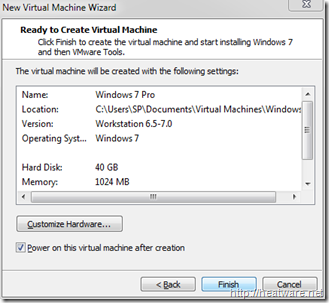 New Virtual Machine Wizard
Ready to Create Virtual Machine
Click Finish to create the virtual machine and start installing Windows 7
and then VMware Tools.
The virtual machine will be created with the following settings:
Name: Windows 7 Pro
Location: C:\Users\SP\Documents\Virtual Machines\Windows
Version: Workstation 6.5-7.0
Operating Syst... Windows 7
Hard Disk: 40 GB
Memory: 1024 MB
Customize Hardware...
Power on this virtual machine after creation
< Back Finish Cancel
http://heatware.net